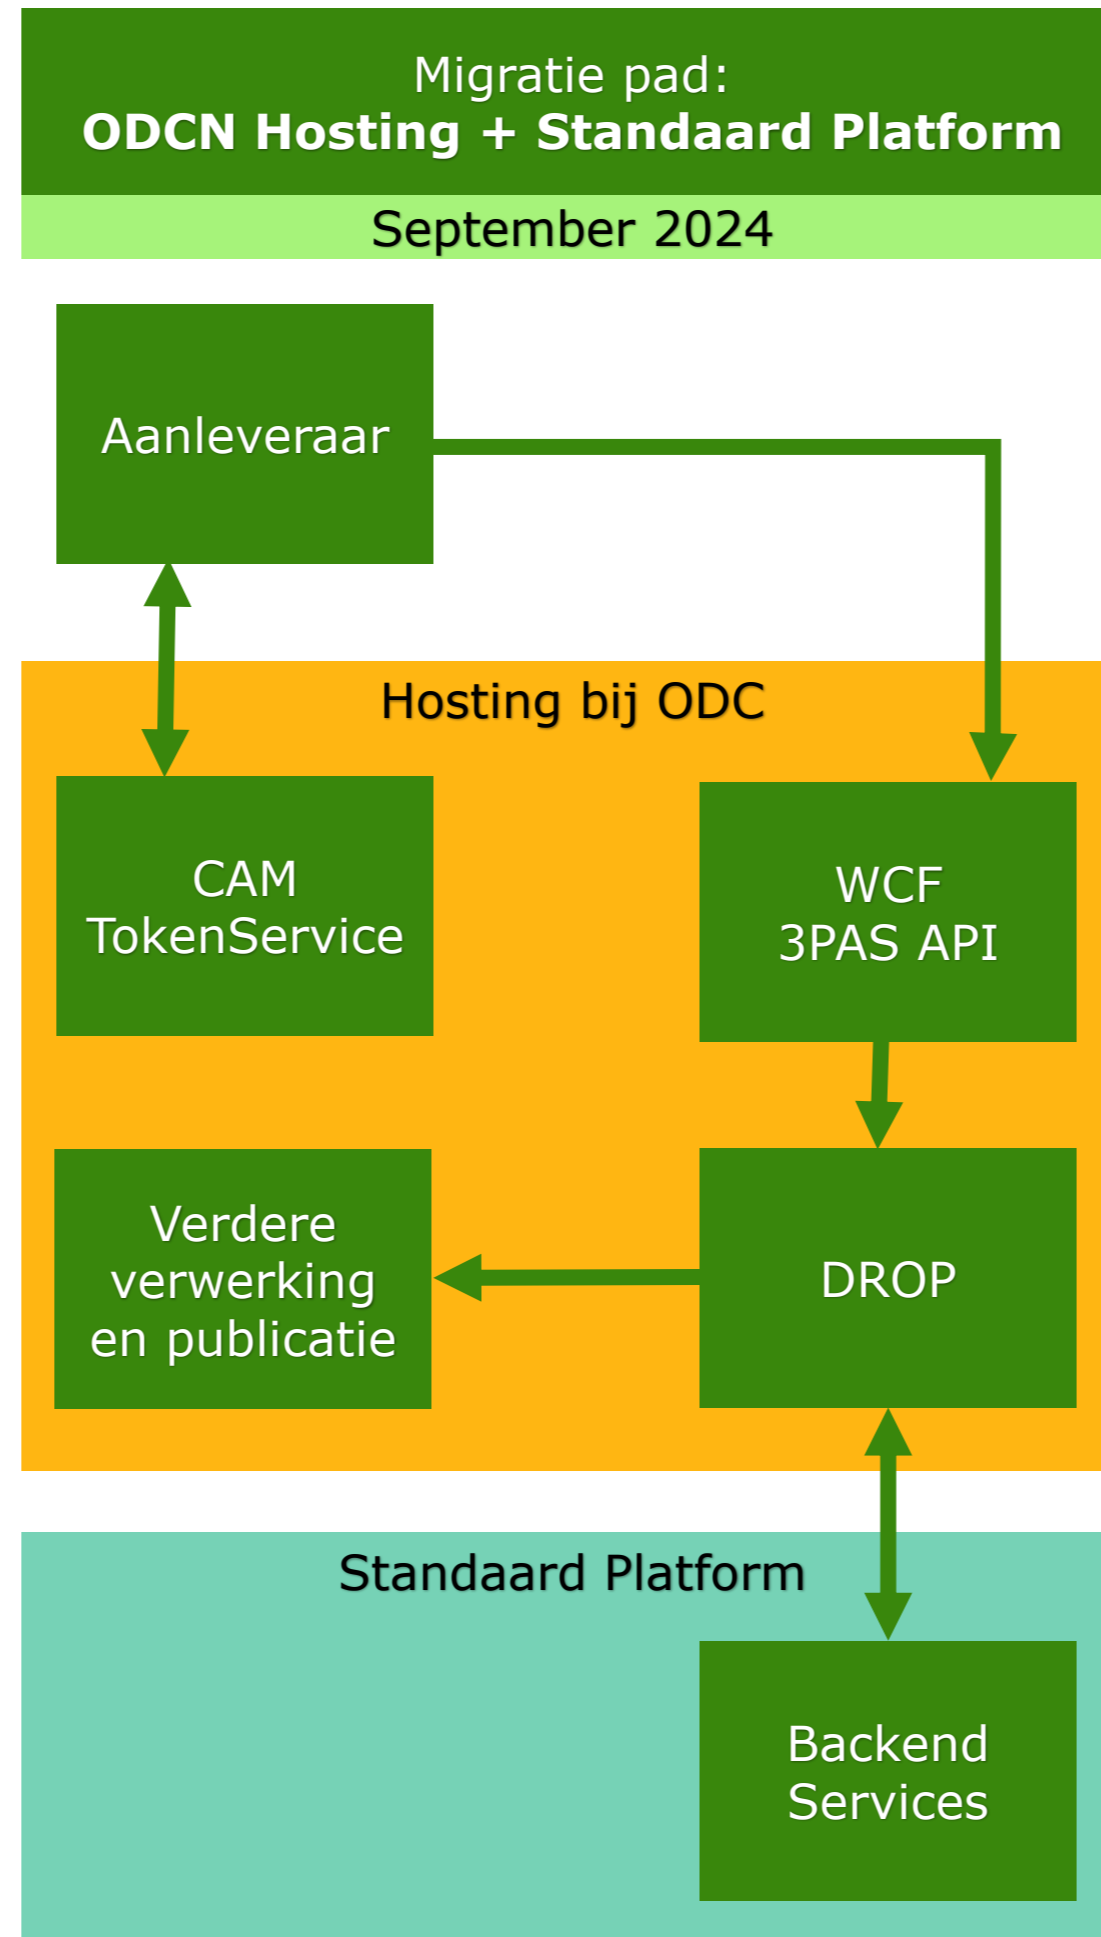 Migratie pad:
ODCN Hosting + Standaard Platform
September 2024
Aanleveraar
Hosting bij ODC
CAM
TokenService
WCF
3PAS API
Verdere
verwerking
en publicatie
DROP
Standaard Platform
Backend
Services